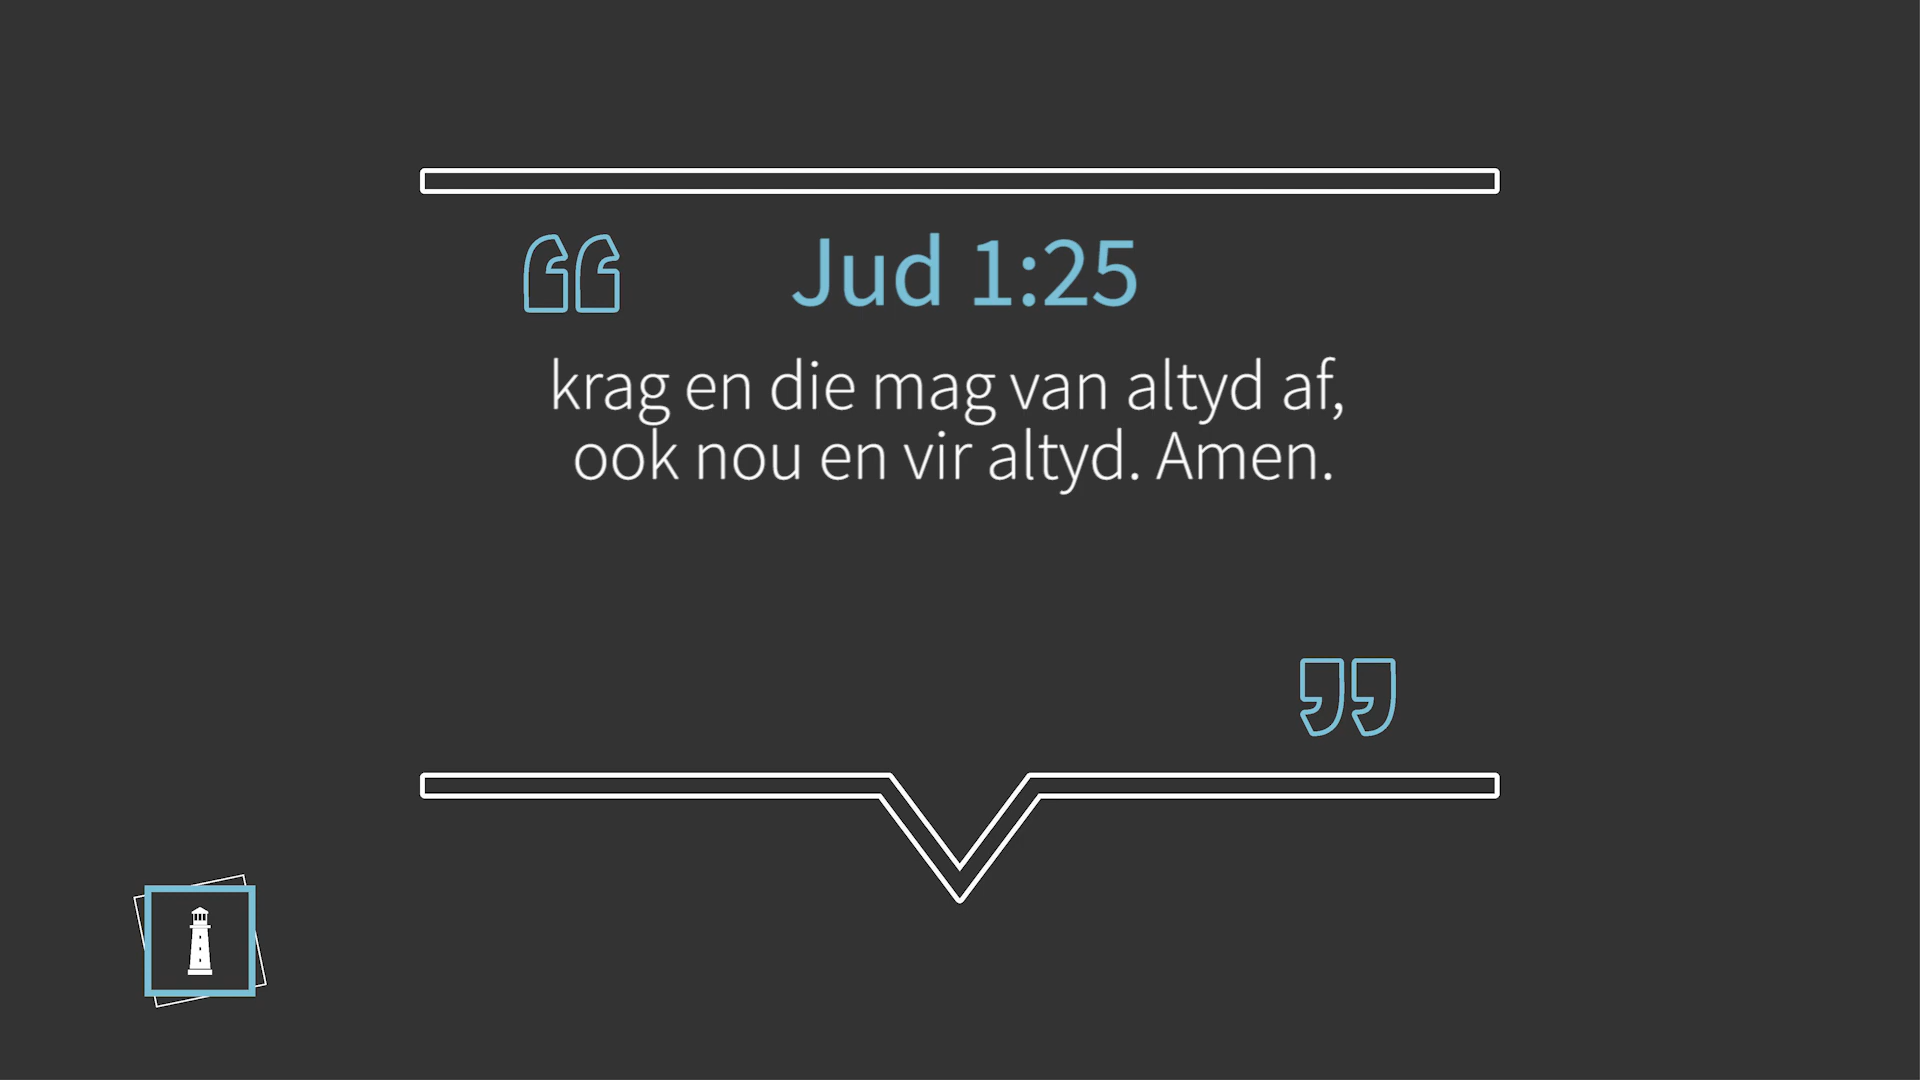 Jud 1:25
krag en die mag van altyd af,
ook nou en vir altyd. Amen.